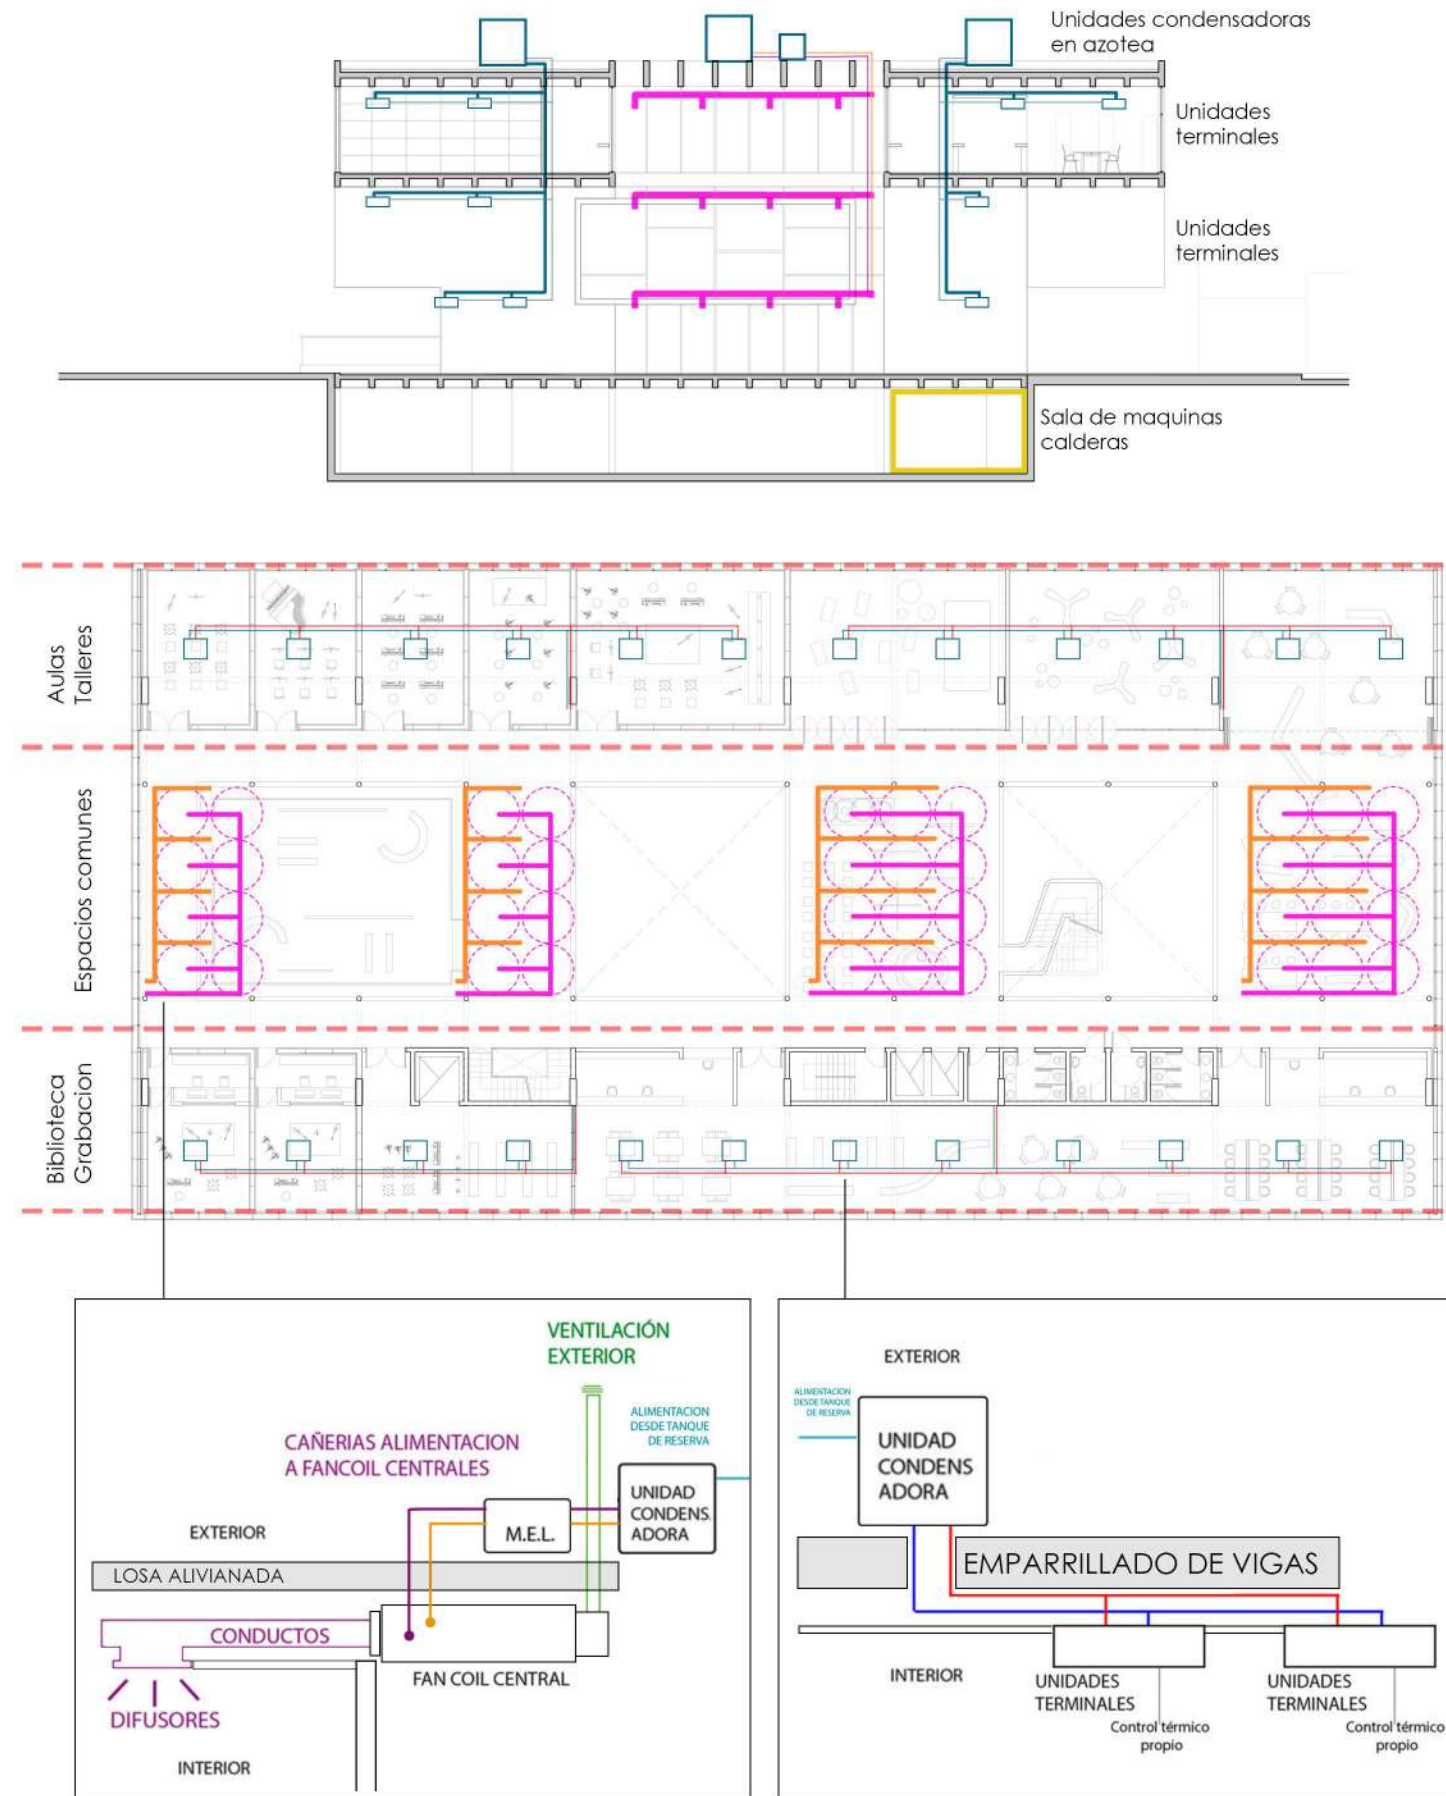 Unidades condensadoras
en azotea
Unidades
terminales
Unidades
terminales
Sala de maquinas
calderas
Aulas
Talleres
Espacios comunes
Biblioteca
Grabacion
VENTILACIÓN
EXTERIOR
ALIMENTACION
DESDE TANQUE
DE RESERVA
CAÑERIAS ALIMENTACION
A FANCOIL CENTRALES
UNIDAD
CONDENS.
ADORA
M.E.L.
EXTERIOR
LOSA ALIVIANADA
CONDUCTOS
FAN COIL CENTRAL
DIFUSORES
INTERIOR
EXTERIOR
ALIMENTACION
DESDE TANQUE
DE RESERVA
UNIDAD
CONDENS
ADORA
EMPARRILLADO DE VIGAS
INTERIOR
UNIDADES
TERMINALES
Control térmico
propio
UNIDADES
TERMINALES
Control térmico
propio